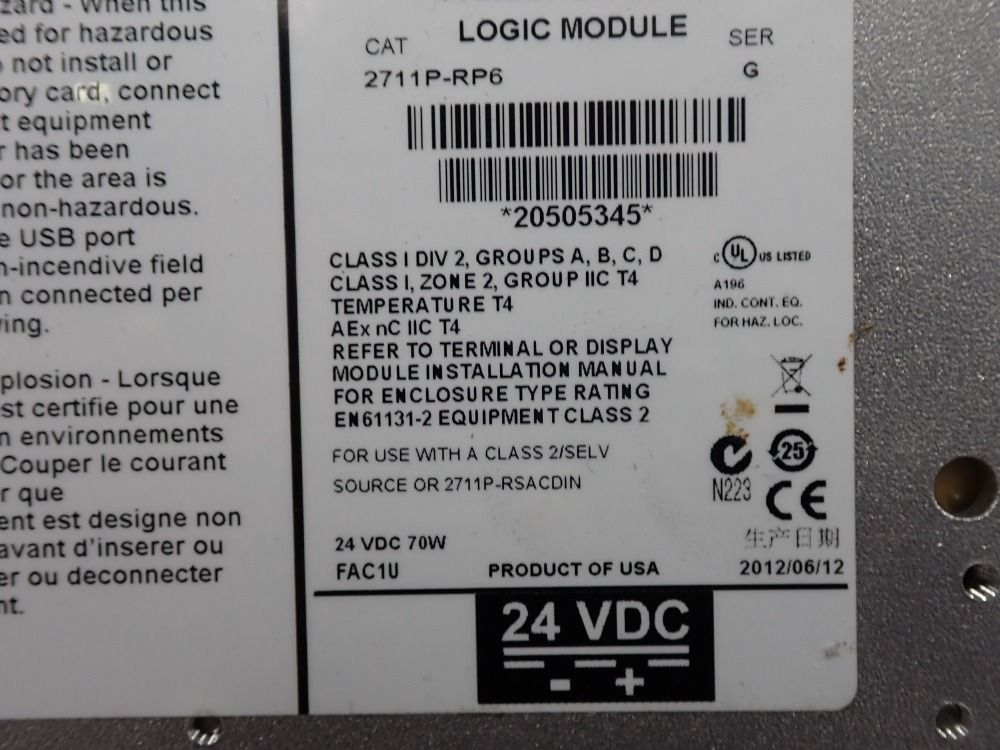 zard - When this
ed for hazardous
not install or
ory card, connect
t equipment
r has been
or the area is
non-hazardous.
e USB port
n-incendive field
n connected per
ing.
plosion - Lorsque
st certifie pour une
n environnements
Couper le courant
r que
ent est designe non
avant d'inserer ou
er ou deconnecter
nt.
LOGIC MODULE
CAT
SER
2711P-RP6
G
*20505345*
CLASS I DIV 2, GROUPS A, B, C, D
CLASS I, ZONE 2, GROUP IIC T4
TEMPERATURE T4
AEx nC IIC T4
REFER TO TERMINAL OR DISPLAY
MODULE INSTALLATION MANUAL
FOR ENCLOSURE TYPE RATING
EN61131-2 EQUIPMENT CLASS 2
C UL US LISTED
A196
IND. CONT. EQ.
FOR HAZ. LOC.
FOR USE WITH A CLASS 2/SELV
SOURCE OR 2711P-RSACDIN
25
N223
CE
24 VDC 70W
生产日期
FAC1U
PRODUCT OF USA
2012/06/12
24 VDC
- +